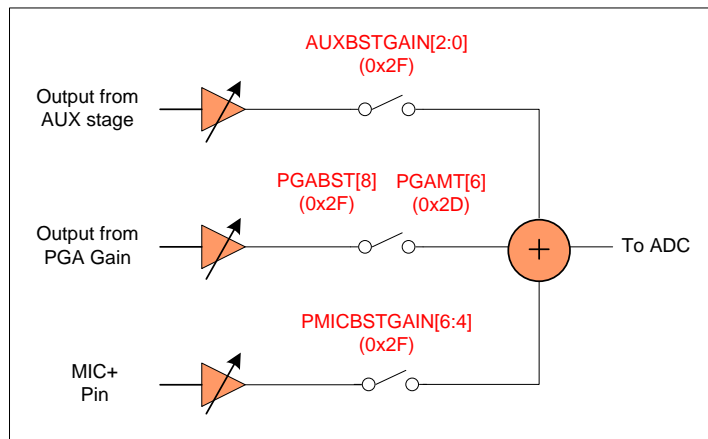 AUXBSTGAIN[2:0]
(0x2F)
Output from
AUX stage
PGABST[8]
(0x2F)
PGAMT[6]
(0x2D)
Output from
PGA Gain
+
To ADC
PMICBSTGAIN[6:4]
(0x2F)
MIC+
Pin